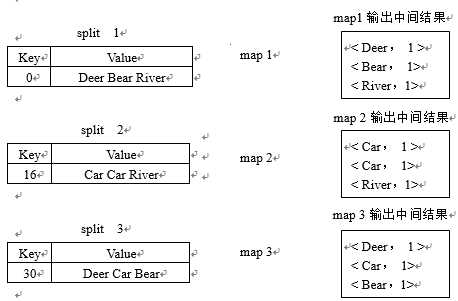 map1 输出中间结果
split 1
Key Value
0 Deer Bear River
map 1
< Deer， 1 >
< Bear， 1>
< River，1>
map 2 输出中间结果
split 2
Key Value
16 Car Car River
map 2
< Car， 1 >
< Car， 1>
< River，1>
map 3 输出中间结果
split 3
Key Value
30 Deer Car Bear
map 3
< Deer， 1 >
< Car， 1>
< Bear，1>